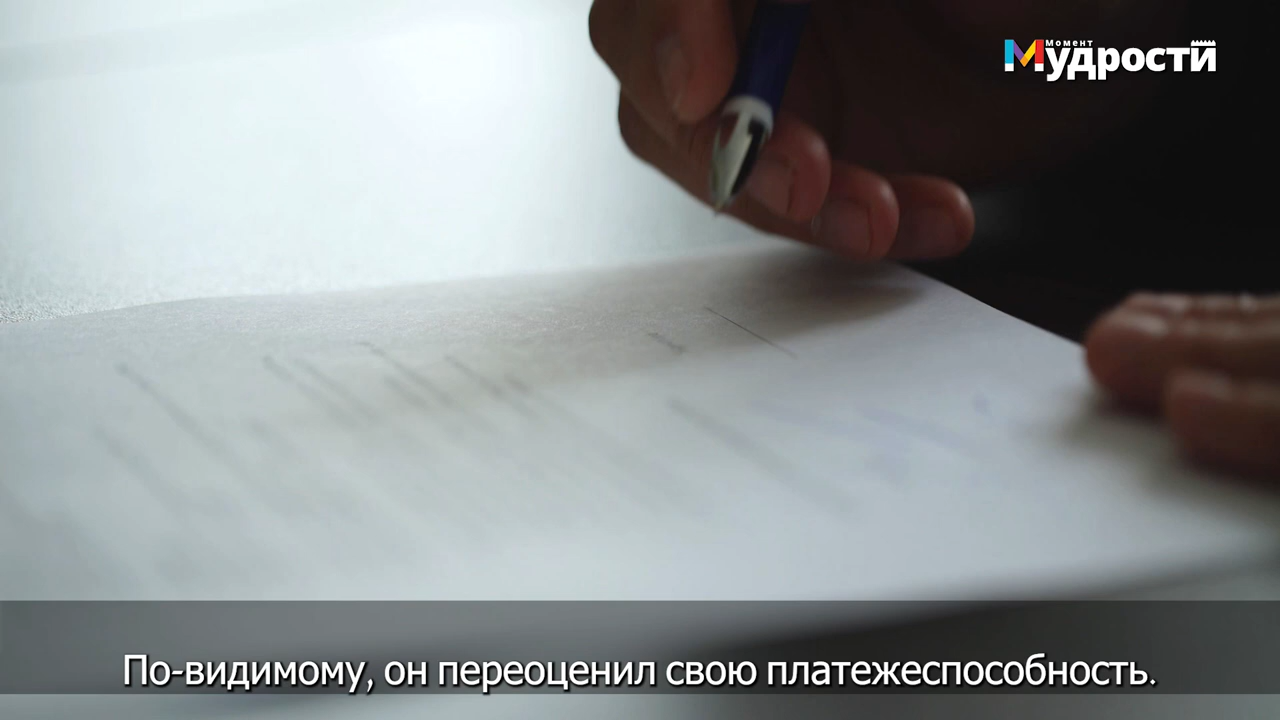 Момент
Мудрости
По-видимому, он переоценил свою платежеспособность.